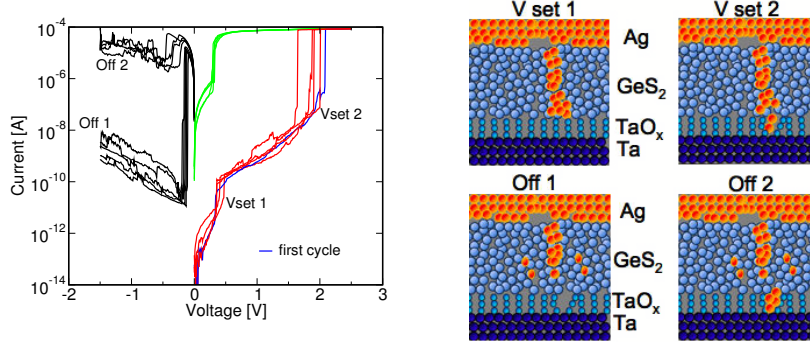 10^-4
10^-6
10^-8
10^-10
10^-12
10^-14
Current [A]
Off 2
Off 1
Vset 2
Vset 1
first cycle
-2
-1
0
1
2
3
Voltage [V]
V set 1
V set 2
Ag
GeS2
TaOx
Ta
Off 1
Off 2
Ag
GeS2
TaOx
Ta